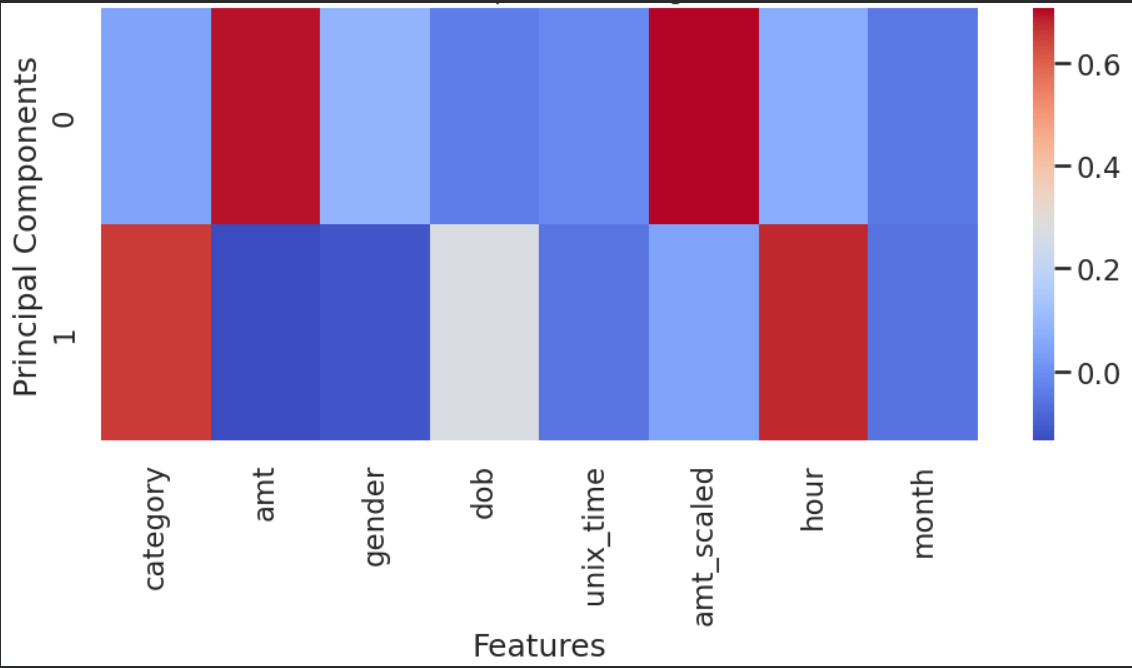 Principal Components
0
1
category
amt
gender
dob
unix_time
amt_scaled
hour
month
Features
0.6
0.4
0.2
0.0